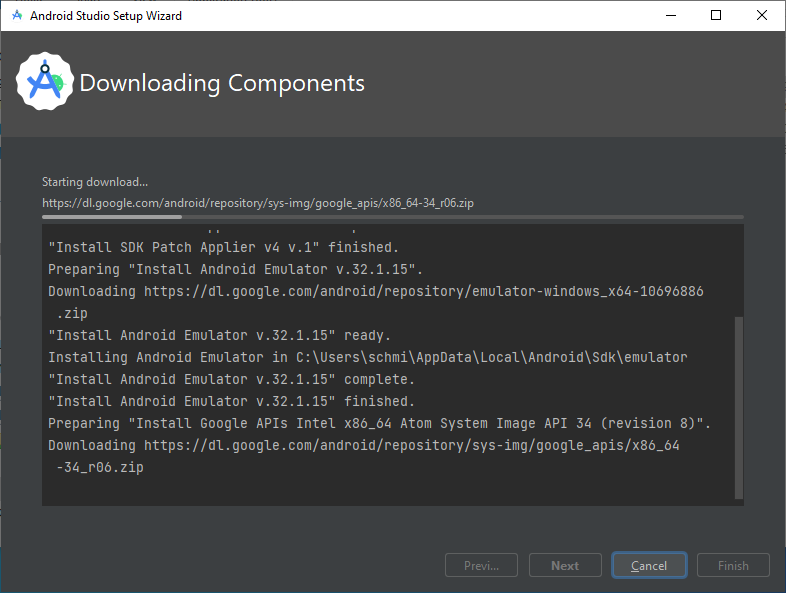 Android Studio Setup Wizard
Downloading Components
Starting download...
https://dl.google.com/android/repository/sys-img/google_apis/x86_64-34_r06.zip
"Install SDK Patch Applier v4 v.1" finished.
Preparing "Install Android Emulator v.32.1.15".
Downloading https://dl.google.com/android/repository/emulator-windows_x64-10696886
.zip
"Install Android Emulator v.32.1.15" ready.
Installing Android Emulator in C:\Users\schmi\AppData\Local\Android\Sdk\emulator
"Install Android Emulator v.32.1.15" complete.
"Install Android Emulator v.32.1.15" finished.
Preparing "Install Google APIs Intel x86_64 Atom System Image API 34 (revision 8)".
Downloading https://dl.google.com/android/repository/sys-img/google_apis/x86_64
-34_r06.zip
Previ... Next Cancel Finish